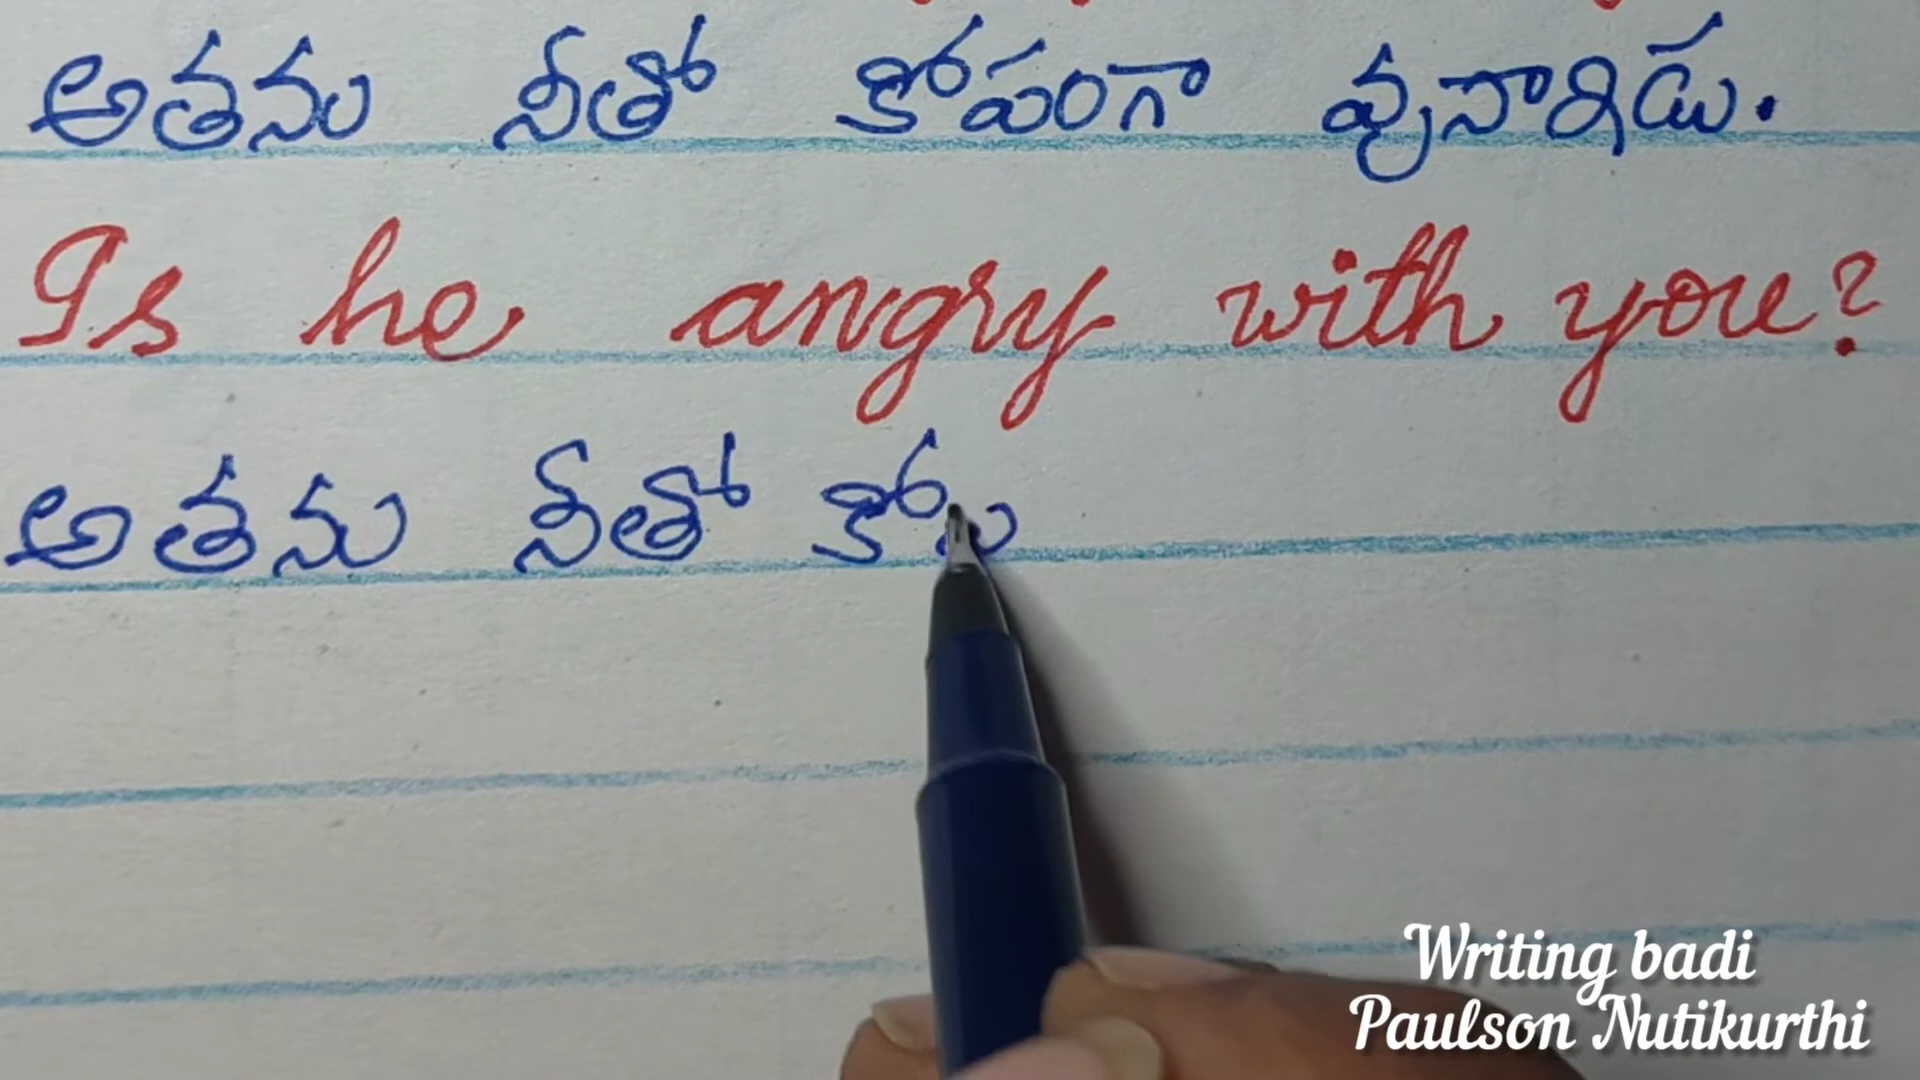 అతను నీతో కోపంగా వున్నాడు.
Is he angry with you?
అతను నీతో
Writing badi
Paulson Nutikurthi